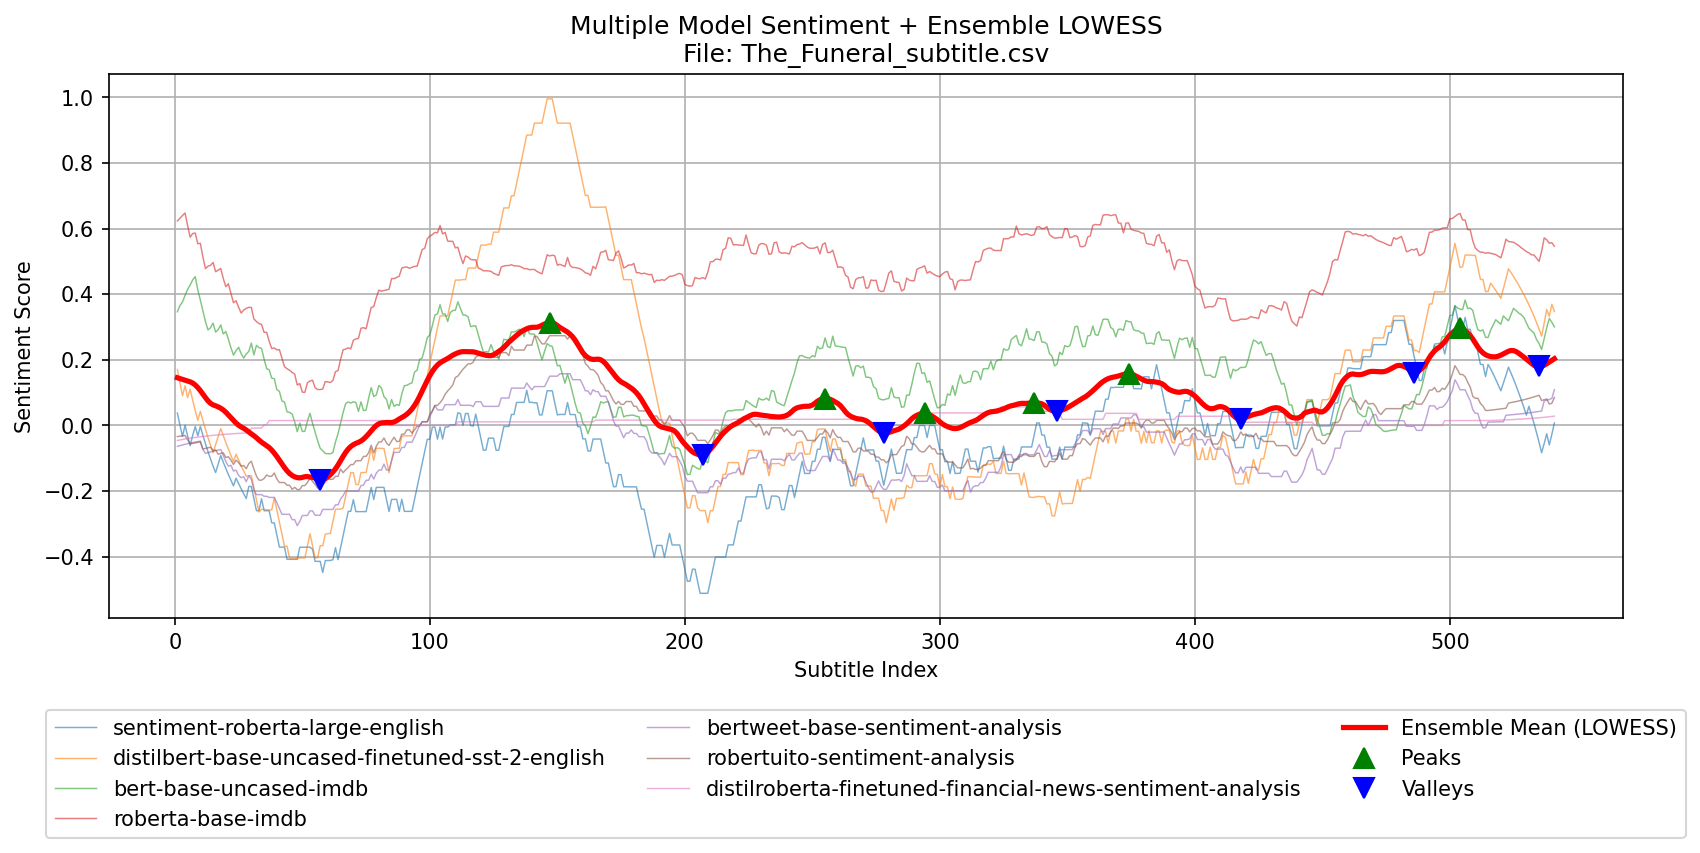 Multiple Model Sentiment + Ensemble LOWESS
File: The_Funeral_subtitle.csv
Sentiment Score
1.0
0.8
0.6
0.4
0.2
0.0
−0.2
−0.4
0 100 200 300 400 500
Subtitle Index
sentiment-roberta-large-english
distilbert-base-uncased-finetuned-sst-2-english
bert-base-uncased-imdb
roberta-base-imdb
bertweet-base-sentiment-analysis
robertuito-sentiment-analysis
distilroberta-finetuned-financial-news-sentiment-analysis
Ensemble Mean (LOWESS)
Peaks
Valleys